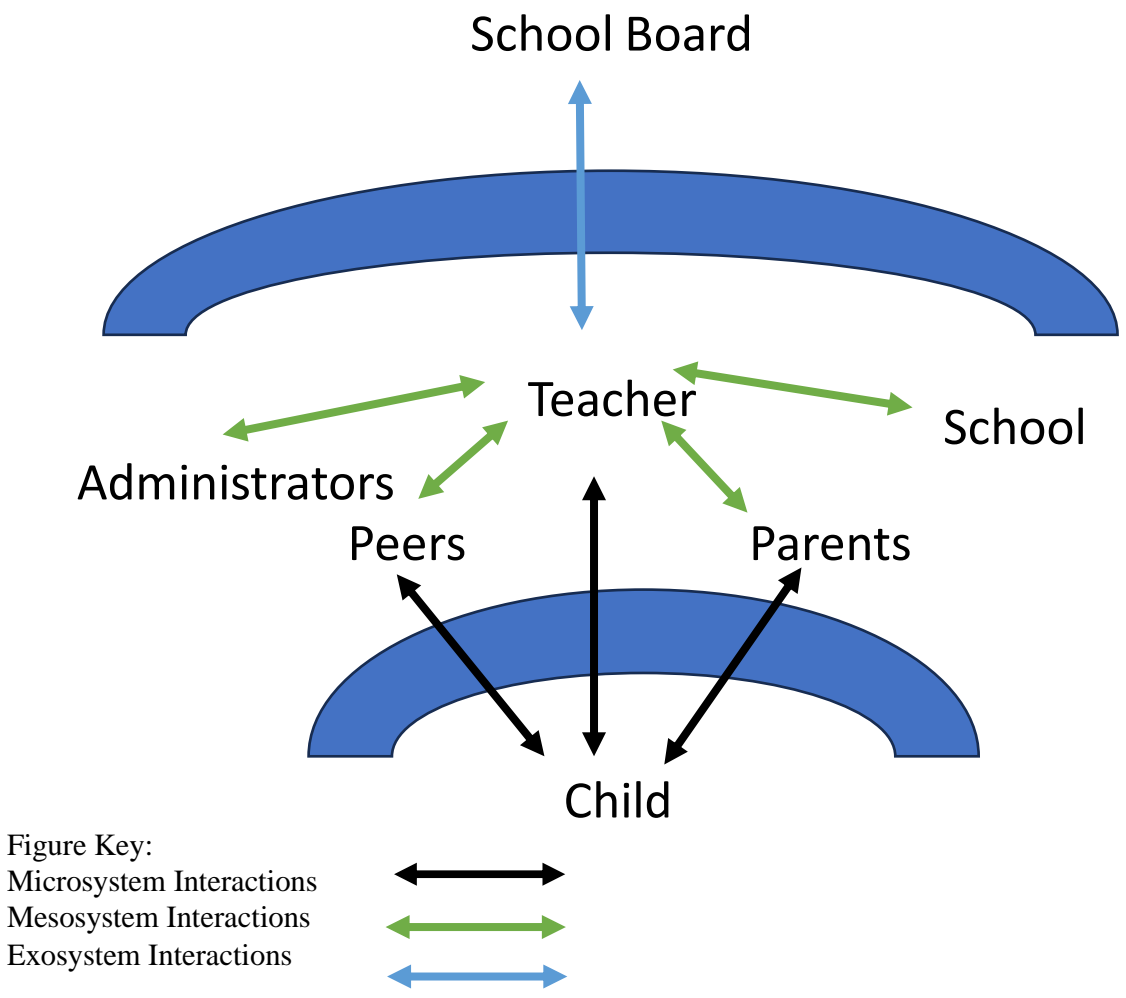 School Board
Teacher
School
Administrators
Peers
Parents
Child
Figure Key:
Microsystem Interactions
Mesosystem Interactions
Exosystem Interactions